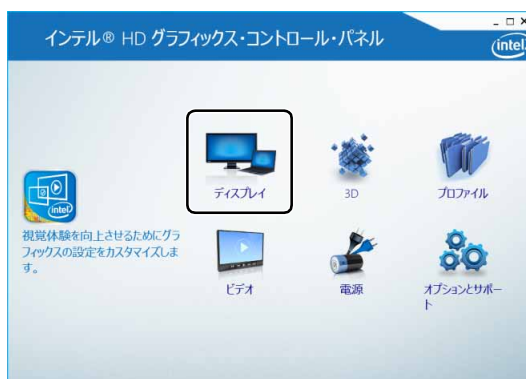 インテル® HD グラフィックス・コントロール・パネル
intel
ディスプレイ
3D
プロファイル
intel
視覚体験を向上させるためにグラ
フィックスの設定をカスタマイズしま
す。
ビデオ
電源
オプションとサポー
ト